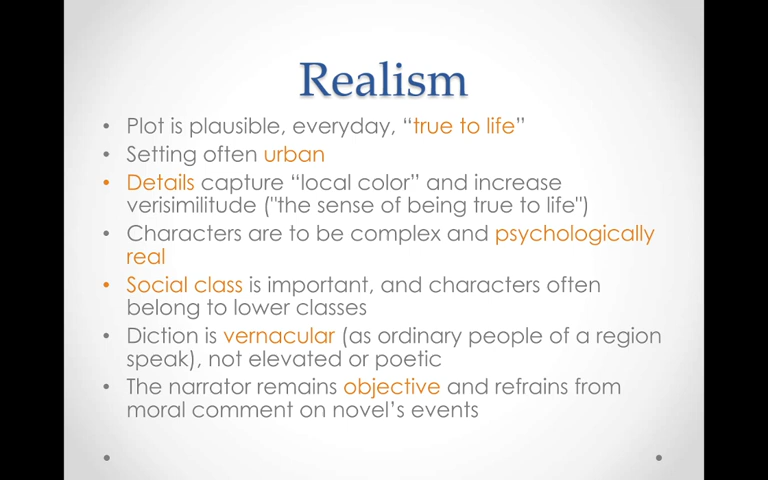 Realism
• Plot is plausible, everyday, “true to life”
• Setting often urban
• Details capture “local color” and increase
verisimilitude ("the sense of being true to life")
• Characters are to be complex and psychologically
real
• Social class is important, and characters often
belong to lower classes
• Diction is vernacular (as ordinary people of a region
speak), not elevated or poetic
• The narrator remains objective and refrains from
moral comment on novel’s events